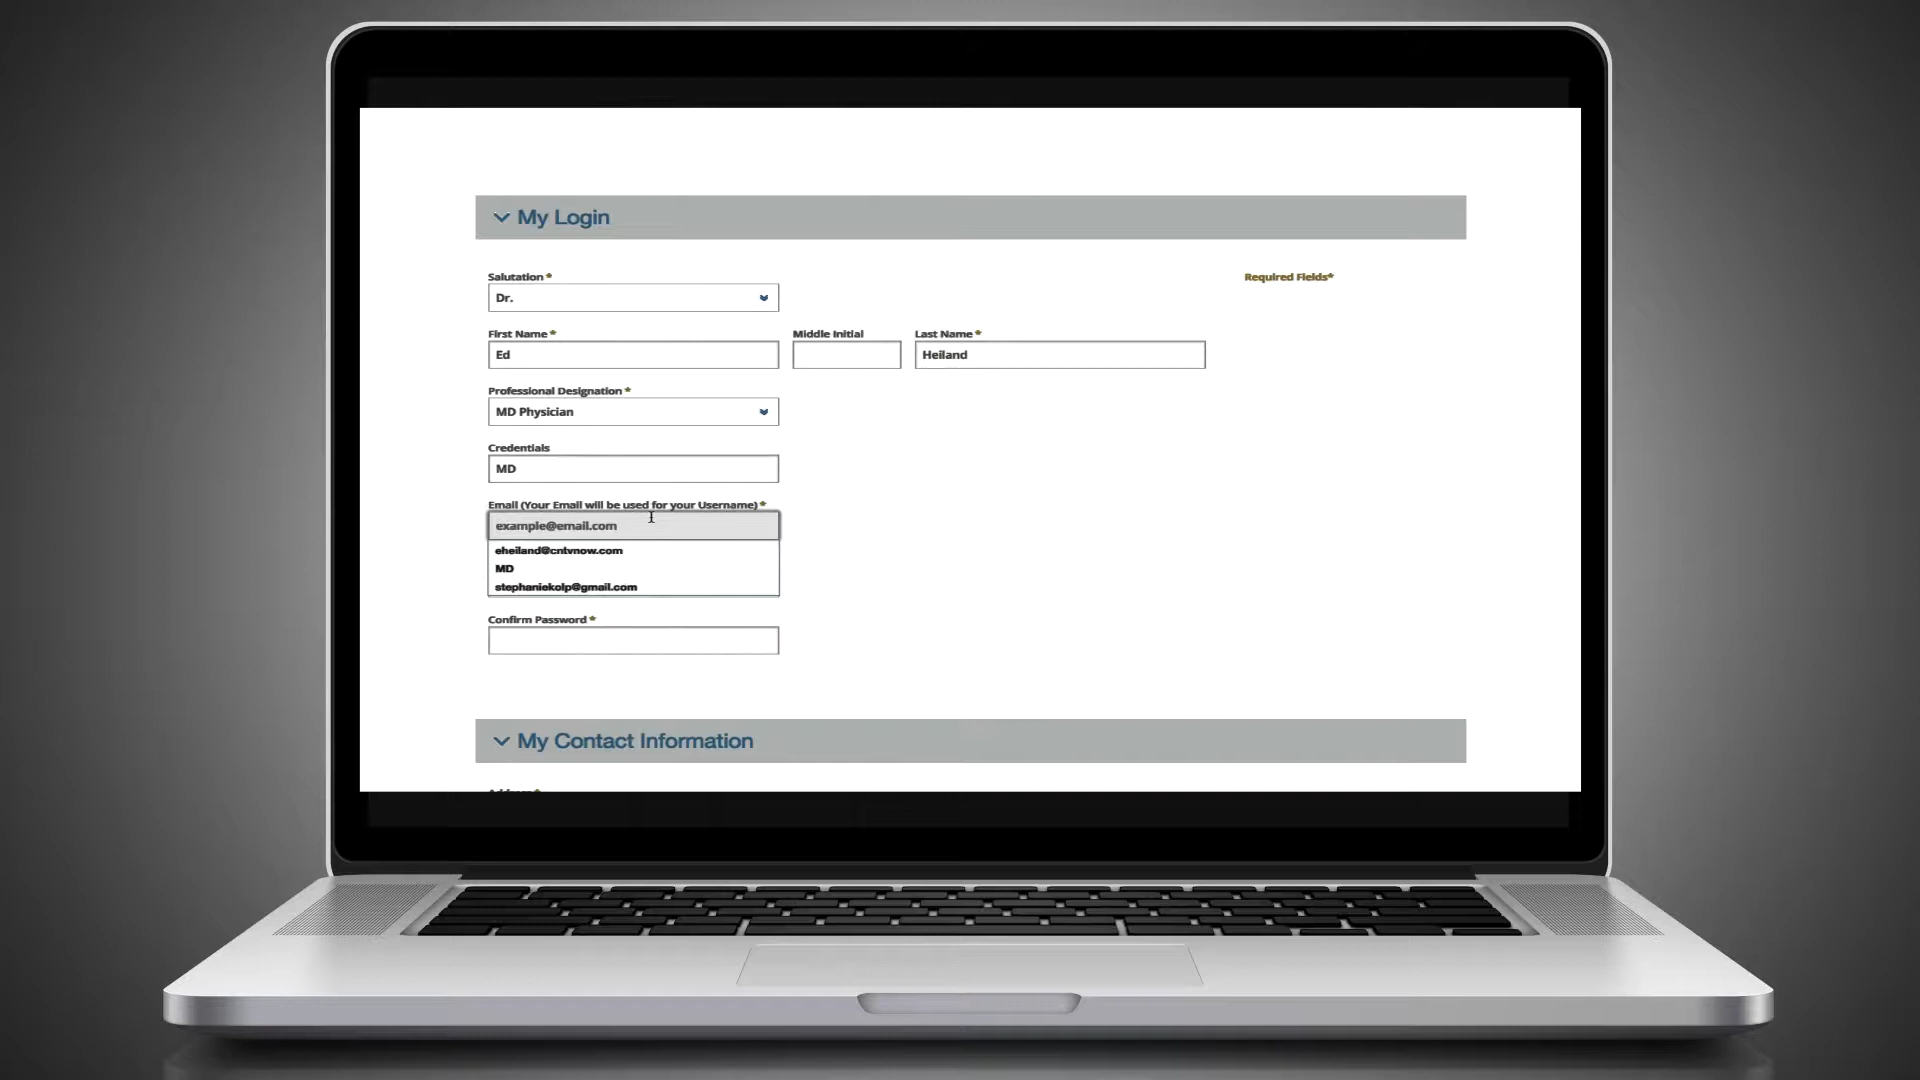 My Login
Salutation *
Required Fields*
Dr.
First Name *
Middle Initial
Last Name *
Ed
Heiland
Professional Designation *
MD Physician
Credentials
MD
Email (Your Email will be used for your Username) *
example@email.com
eheiland@cntvnow.com
MD
stephaniekolp@gmail.com
Confirm Password *
My Contact Information